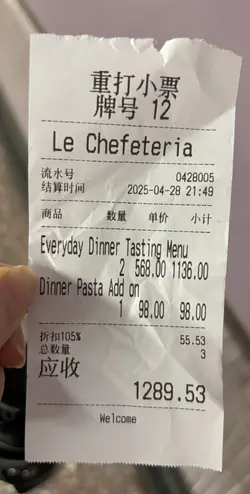 重打小票
牌号 12
Le Chefeteria
流水号 0428005
结算时间 2025-04-28 21:49
商品 数量 单价 小计
Everyday Dinner Tasting Menu
2 568.00 1136.00
Dinner Pasta Add on
1 98.00 98.00
折扣105% 55.53
总数量 3
应收
1289.53
Welcome